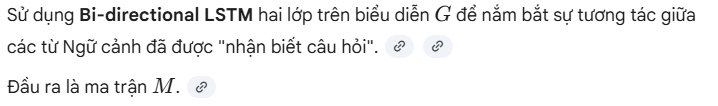 Sử dụng Bi-directional LSTM hai lớp trên biểu diễn G để nắm bắt sự tương tác giữa
các từ Ngữ cảnh đã được "nhận biết câu hỏi".
Đầu ra là ma trận M.